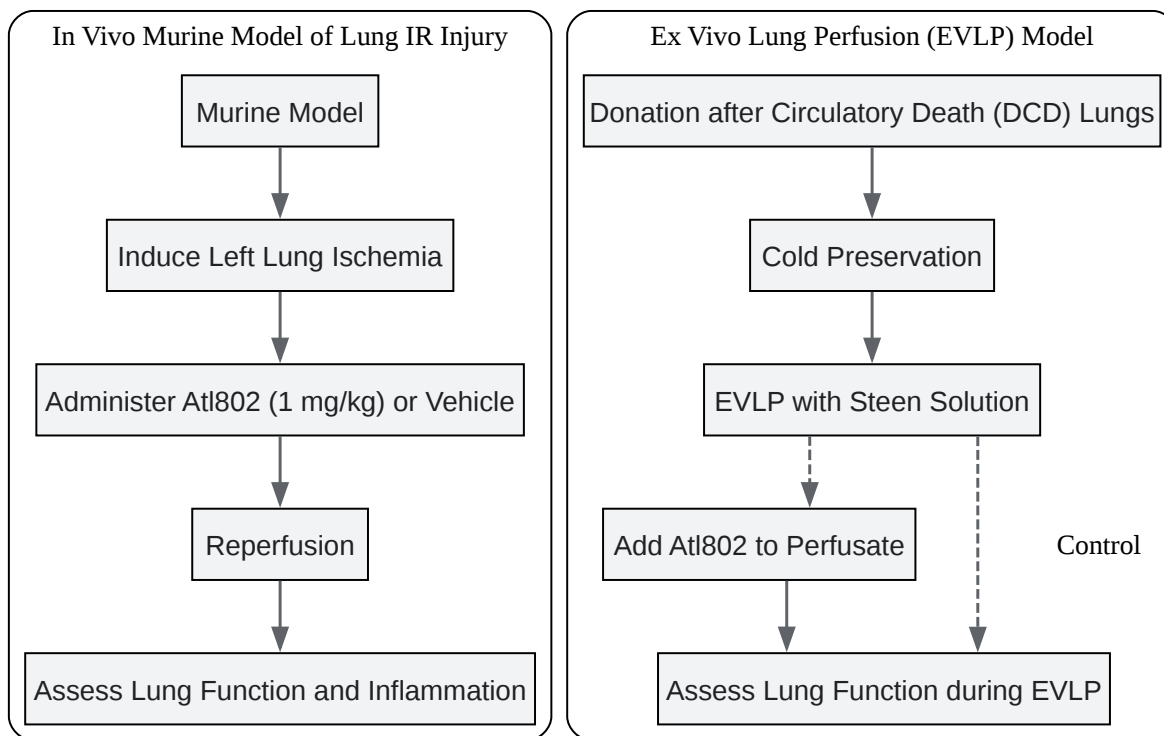 In Vivo Murine Model of Lung IR Injury
Murine Model
Induce Left Lung Ischemia
Administer Atl802 (1 mg/kg) or Vehicle
Reperfusion
Assess Lung Function and Inflammation
Ex Vivo Lung Perfusion (EVLP) Model
Donation after Circulatory Death (DCD) Lungs
Cold Preservation
EVLP with Steen Solution
Add Atl802 to Perfusate
Control
Assess Lung Function during EVLP